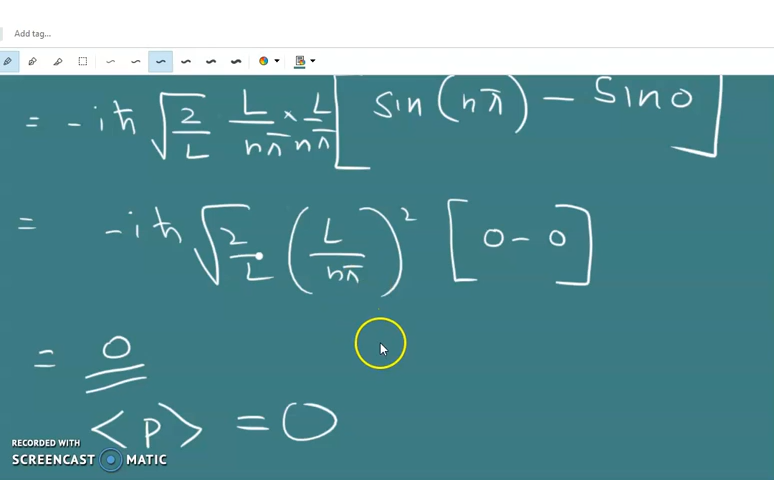 Add tag...
= -iħ √(2/L) L/nπ × L/nπ [sin(nπ) - sin0]
= -iħ √(2/L) (L/nπ)² [0 - 0]
= 0
<p> = 0
RECORDED WITH
SCREENCAST MATIC